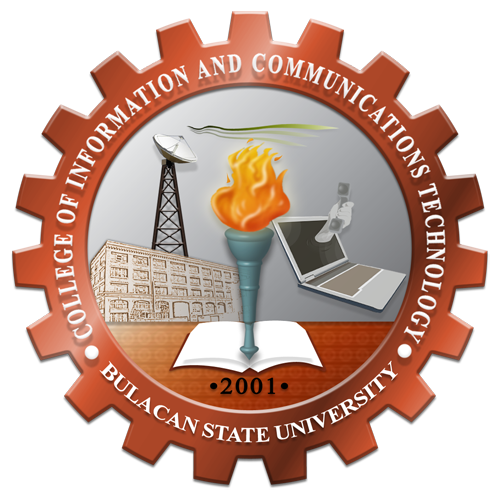 COLLEGE OF INFORMATION AND COMMUNICATIONS TECHNOLOGY
•2001•
• BULACAN STATE UNIVERSITY •